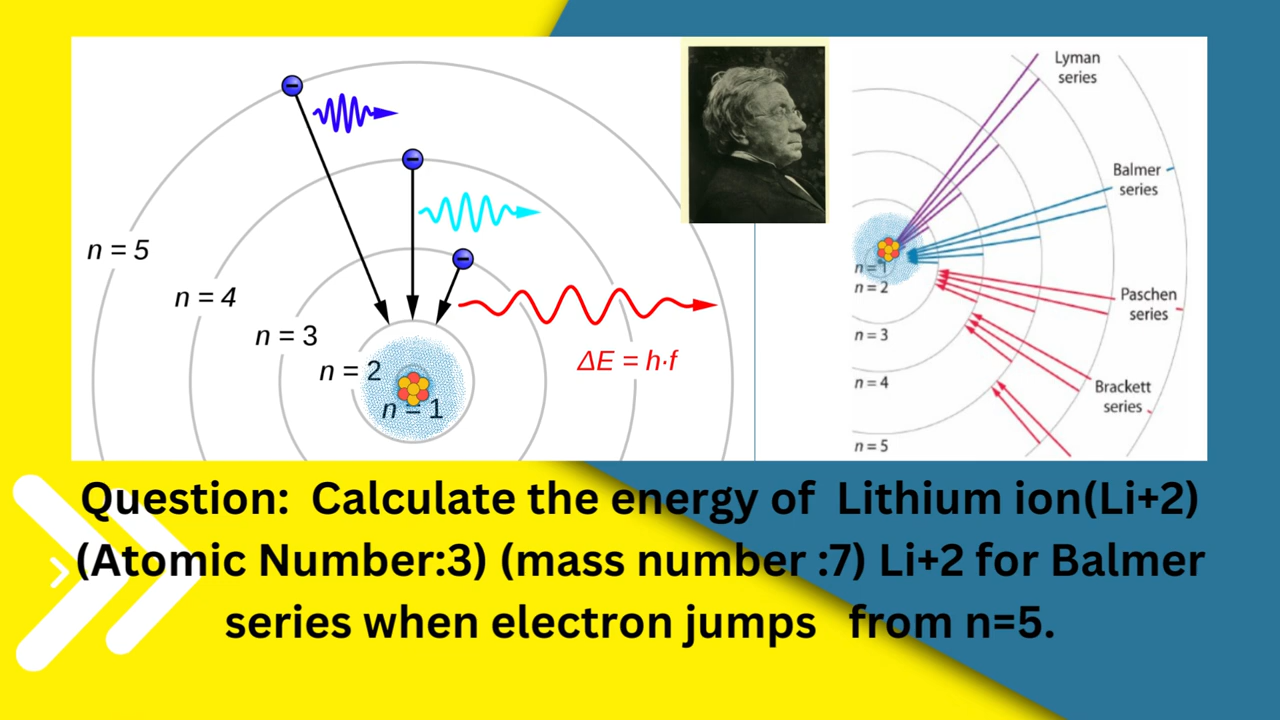 n = 5
n = 4
n = 3
n = 2
n = 1
ΔE = h·f
Lyman
series
Balmer
series
Paschen
series
Brackett
series
n = 1
n = 2
n = 3
n = 4
n = 5
Question:  Calculate the energy of  Lithium ion(Li+2)
(Atomic Number:3) (mass number :7) Li+2 for Balmer
series when electron jumps   from n=5.